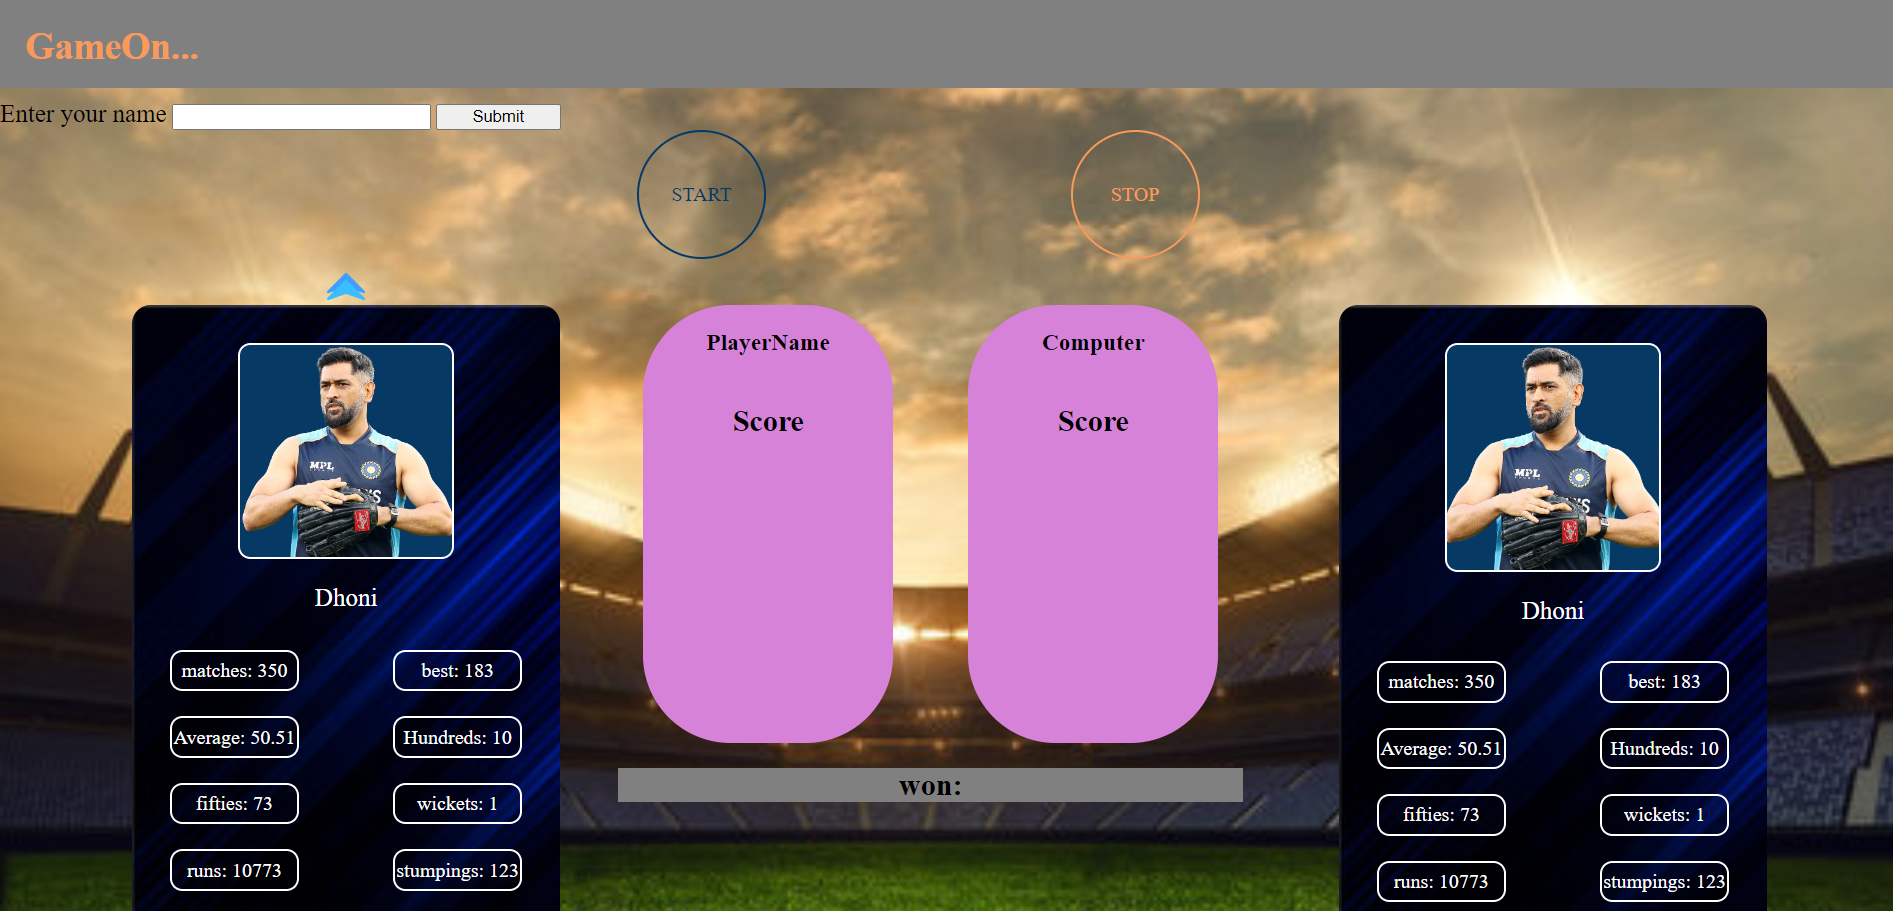 GameOn...
Enter your name Submit
START
STOP
MPL
Dhoni
matches: 350 best: 183
Average: 50.51 Hundreds: 10
fifties: 73 wickets: 1
runs: 10773 stumpings: 123
PlayerName
Score
Computer
Score
won:
MPL
Dhoni
matches: 350 best: 183
Average: 50.51 Hundreds: 10
fifties: 73 wickets: 1
runs: 10773 stumpings: 123